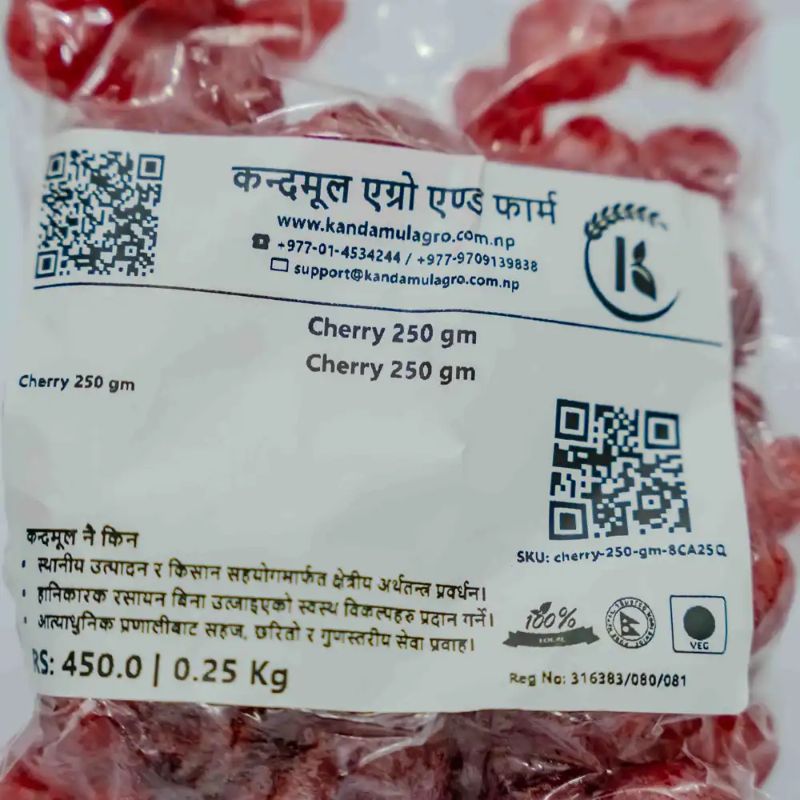 कन्दमूल एग्रो एण्ड फार्म
www.kandamulagro.com.np
+977-01-4534244 / +977-9709139838
support@kandamulagro.com.np
K
Cherry 250 gm
Cherry 250 gm
Cherry 250 gm
SKU: cherry-250-gm-8CA25Q
कन्दमूल नै किन
• स्थानीय उत्पादन र किसान सहयोगमार्फत क्षेत्रीय अर्थतन्त्र प्रवर्धन।
• हानिकारक रसायन बिना उब्जाइएको स्वस्थ विकल्पहरु प्रदान गर्ने।
• अत्याधुनिक प्रणालीबाट सहज, छरितो र गुणस्तरीय सेवा प्रवाह।
100%
LOCAL
VEG
RS: 450.0 | 0.25 Kg
Reg No: 316383/080/081